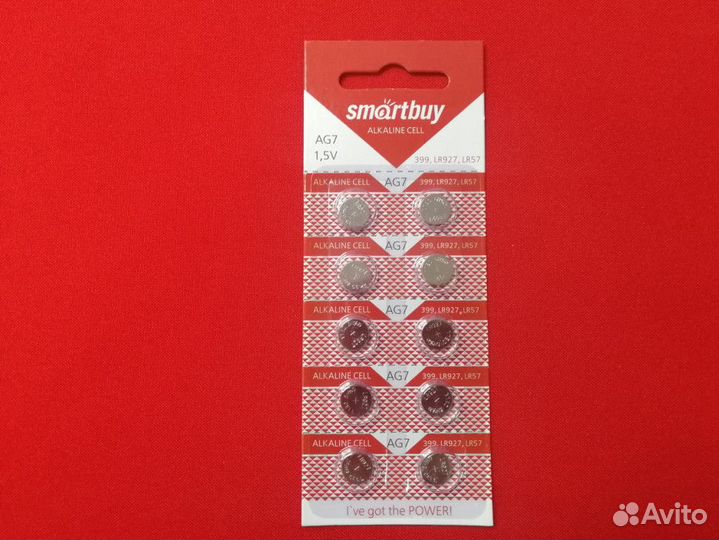 smartbuy
ALKALINE CELL
AG7
1,5V
399, LR927, LR57
ALKALINE CELL AG7 399, LR927, LR57
ALKALINE CELL AG7 399, LR927, LR57
ALKALINE CELL AG7 399, LR927, LR57
ALKALINE CELL AG7 399, LR927, LR57
ALKALINE CELL AG7 399, LR927, LR57
I`ve got the POWER!
Avito